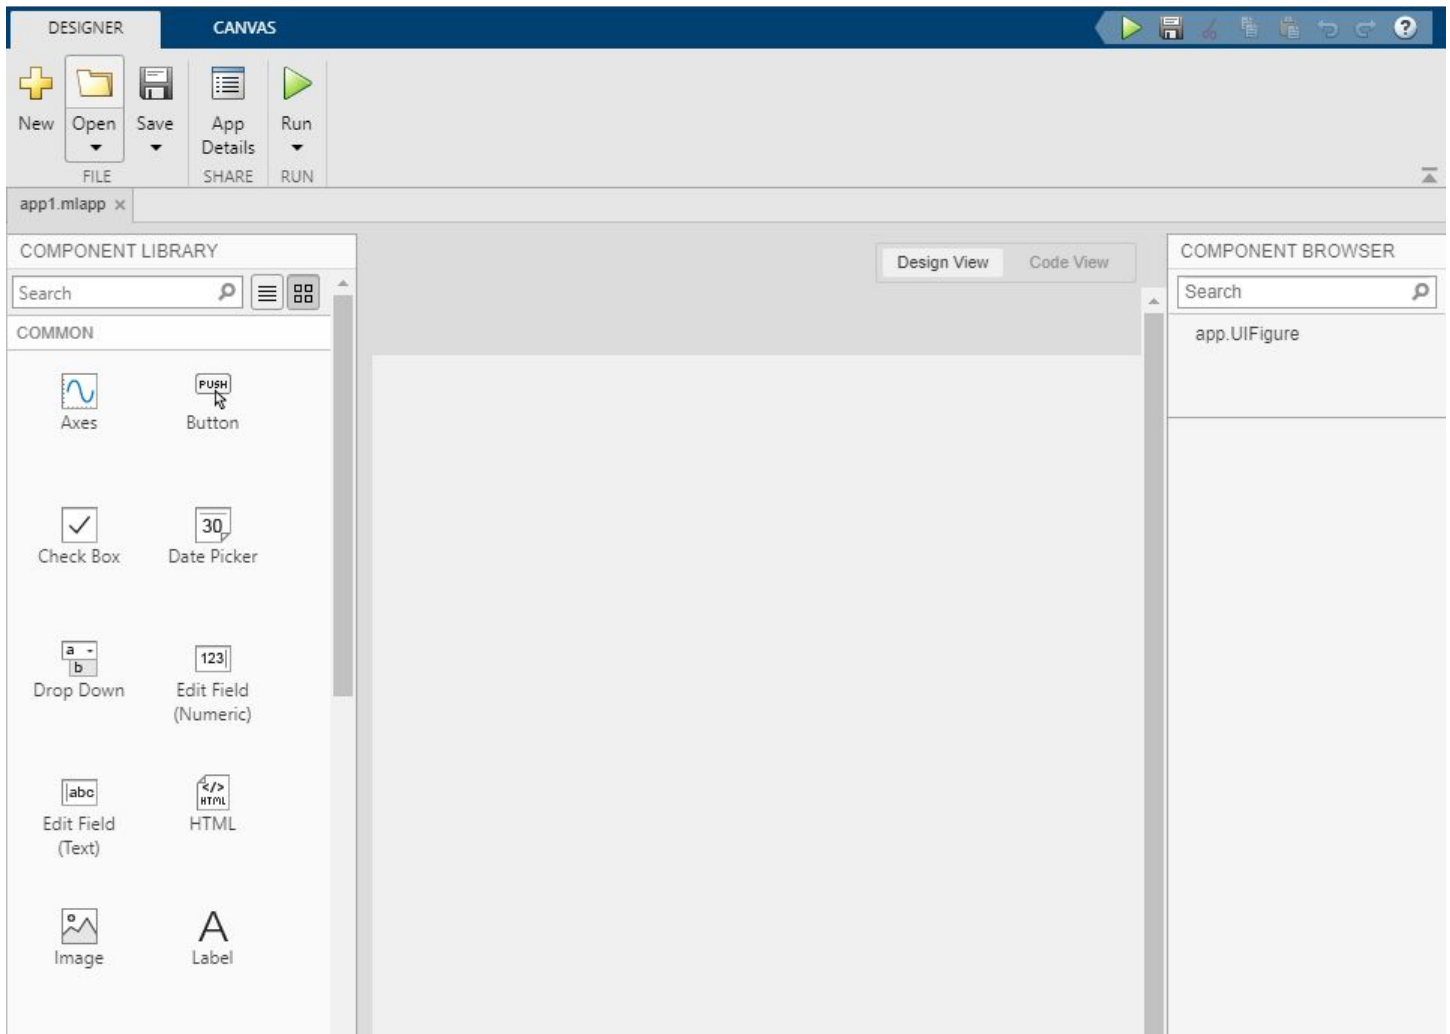 DESIGNER CANVAS
New Open Save App Details Run
FILE SHARE RUN
app1.mlapp
COMPONENT LIBRARY
Search
COMMON
Axes
PUSH
Button
Check Box
30
Date Picker
a
b
Drop Down
123
Edit Field
(Numeric)
abc
Edit Field
(Text)
</>
HTML
HTML
Image
A
Label
Design View Code View
COMPONENT BROWSER
Search
app.UIFigure